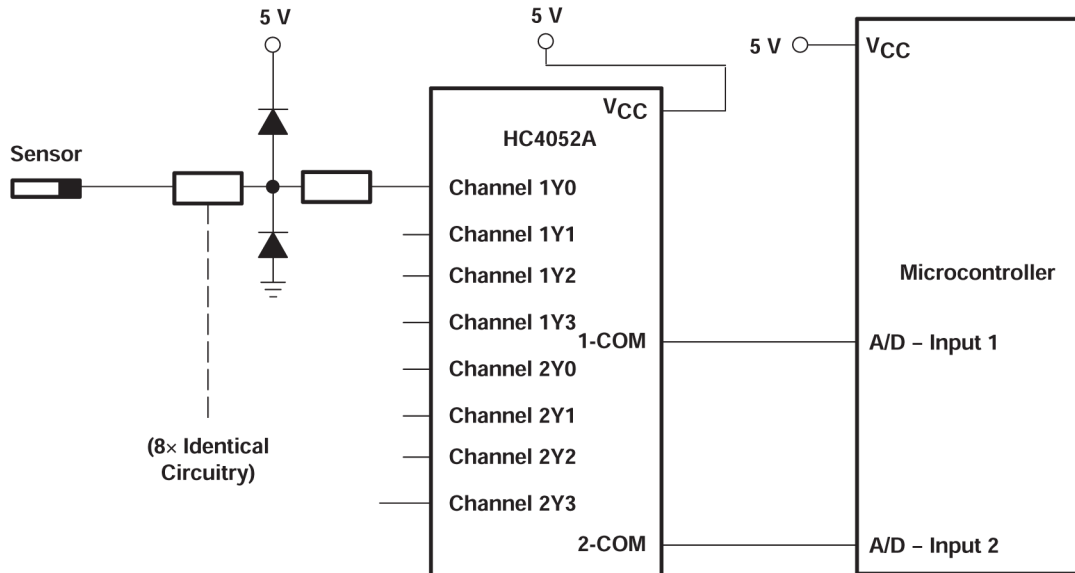 5 V
5 V
5 V
VCC
VCC
HC4052A
Sensor
Channel 1Y0
Channel 1Y1
Channel 1Y2
Channel 1Y3
1-COM
Channel 2Y0
Channel 2Y1
Channel 2Y2
Channel 2Y3
2-COM
Microcontroller
A/D – Input 1
A/D – Input 2
(8× Identical
Circuitry)